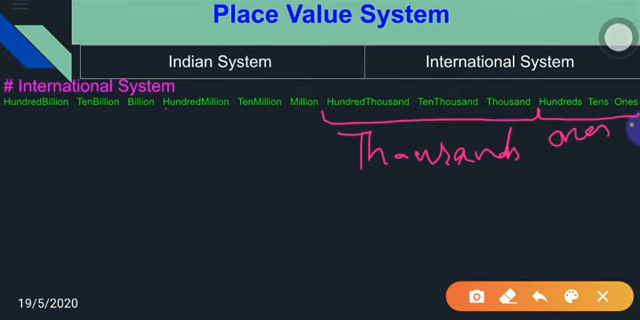 Place Value System
Indian System International System
# International System
HundredBillion TenBillion Billion HundredMillion TenMillion Million HundredThousand TenThousand Thousand Hundreds Tens Ones
Thousands ones
19/5/2020